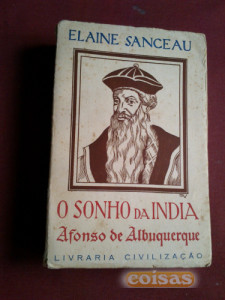 ELAINE SANCEAU
O SONHO DA INDIA
Afonso de Albuquerque
LIVRARIA CIVILIZAÇÃO
coisas